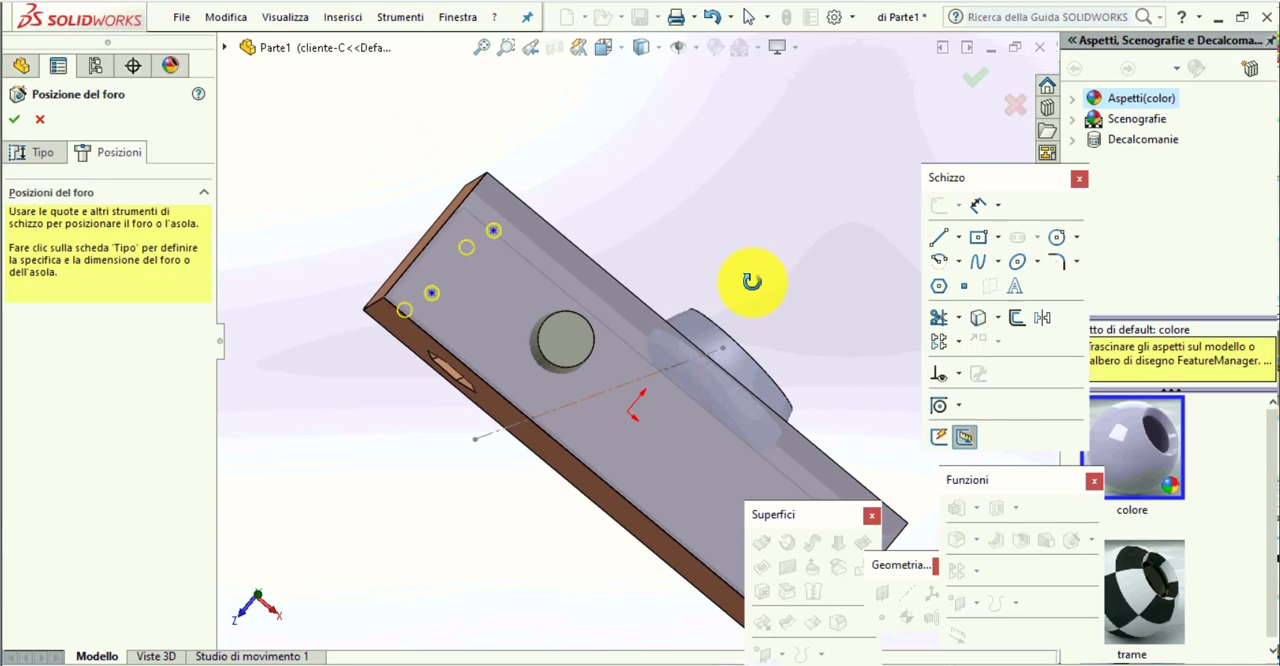 SOLIDWORKS
File
Modifica
Visualizza
Inserisci
Strumenti
Finestra
?
di Parte1 *
Ricerca della Guida SOLIDWORKS
?
Parte1 (cliente-C<<Defa...
Aspetti, Scenografie e Decalcoma...
Posizione del foro
Aspetti(color)
Scenografie
Decalcomanie
Tipo
Posizioni
Posizioni del foro
Usare le quote e altri strumenti di
schizzo per posizionare il foro o l'asola.
Fare clic sulla scheda 'Tipo' per definire
la specifica e la dimensione del foro o
dell'asola.
Schizzo
tto di default: colore
Trascinare gli aspetti sul modello o
albero di disegno FeatureManager. ...
Funzioni
colore
Superfici
Geometria...
Z
X
trame
Modello
Viste 3D
Studio di movimento 1